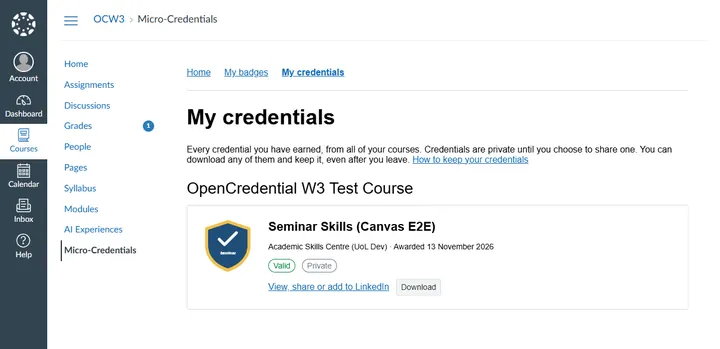 OCW3 › Micro-Credentials
Account
Dashboard
Courses
Calendar
Inbox
Help
Home
Assignments
Discussions
Grades 1
People
Pages
Syllabus
Modules
AI Experiences
Micro-Credentials
Home My badges My credentials
My credentials
Every credential you have earned, from all of your courses. Credentials are private until you choose to share one. You can
download any of them and keep it, even after you leave. How to keep your credentials
OpenCredential W3 Test Course
Seminar
Seminar Skills (Canvas E2E)
Academic Skills Centre (UoL Dev) · Awarded 13 November 2026
Valid Private
View, share or add to LinkedIn Download